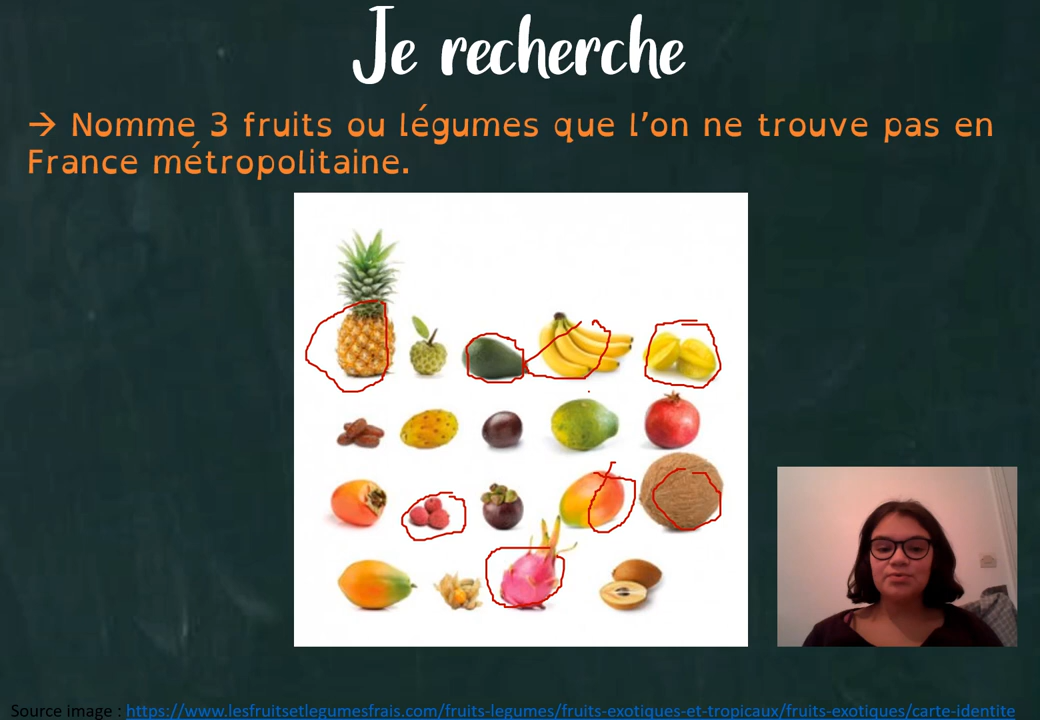 Je recherche
→ Nomme 3 fruits ou légumes que l’on ne trouve pas en
France métropolitaine.
Source image : https://www.lesfruitsetlegumesfrais.com/fruits-legumes/fruits-exotiques-et-tropicaux/fruits-exotiques/carte-identite